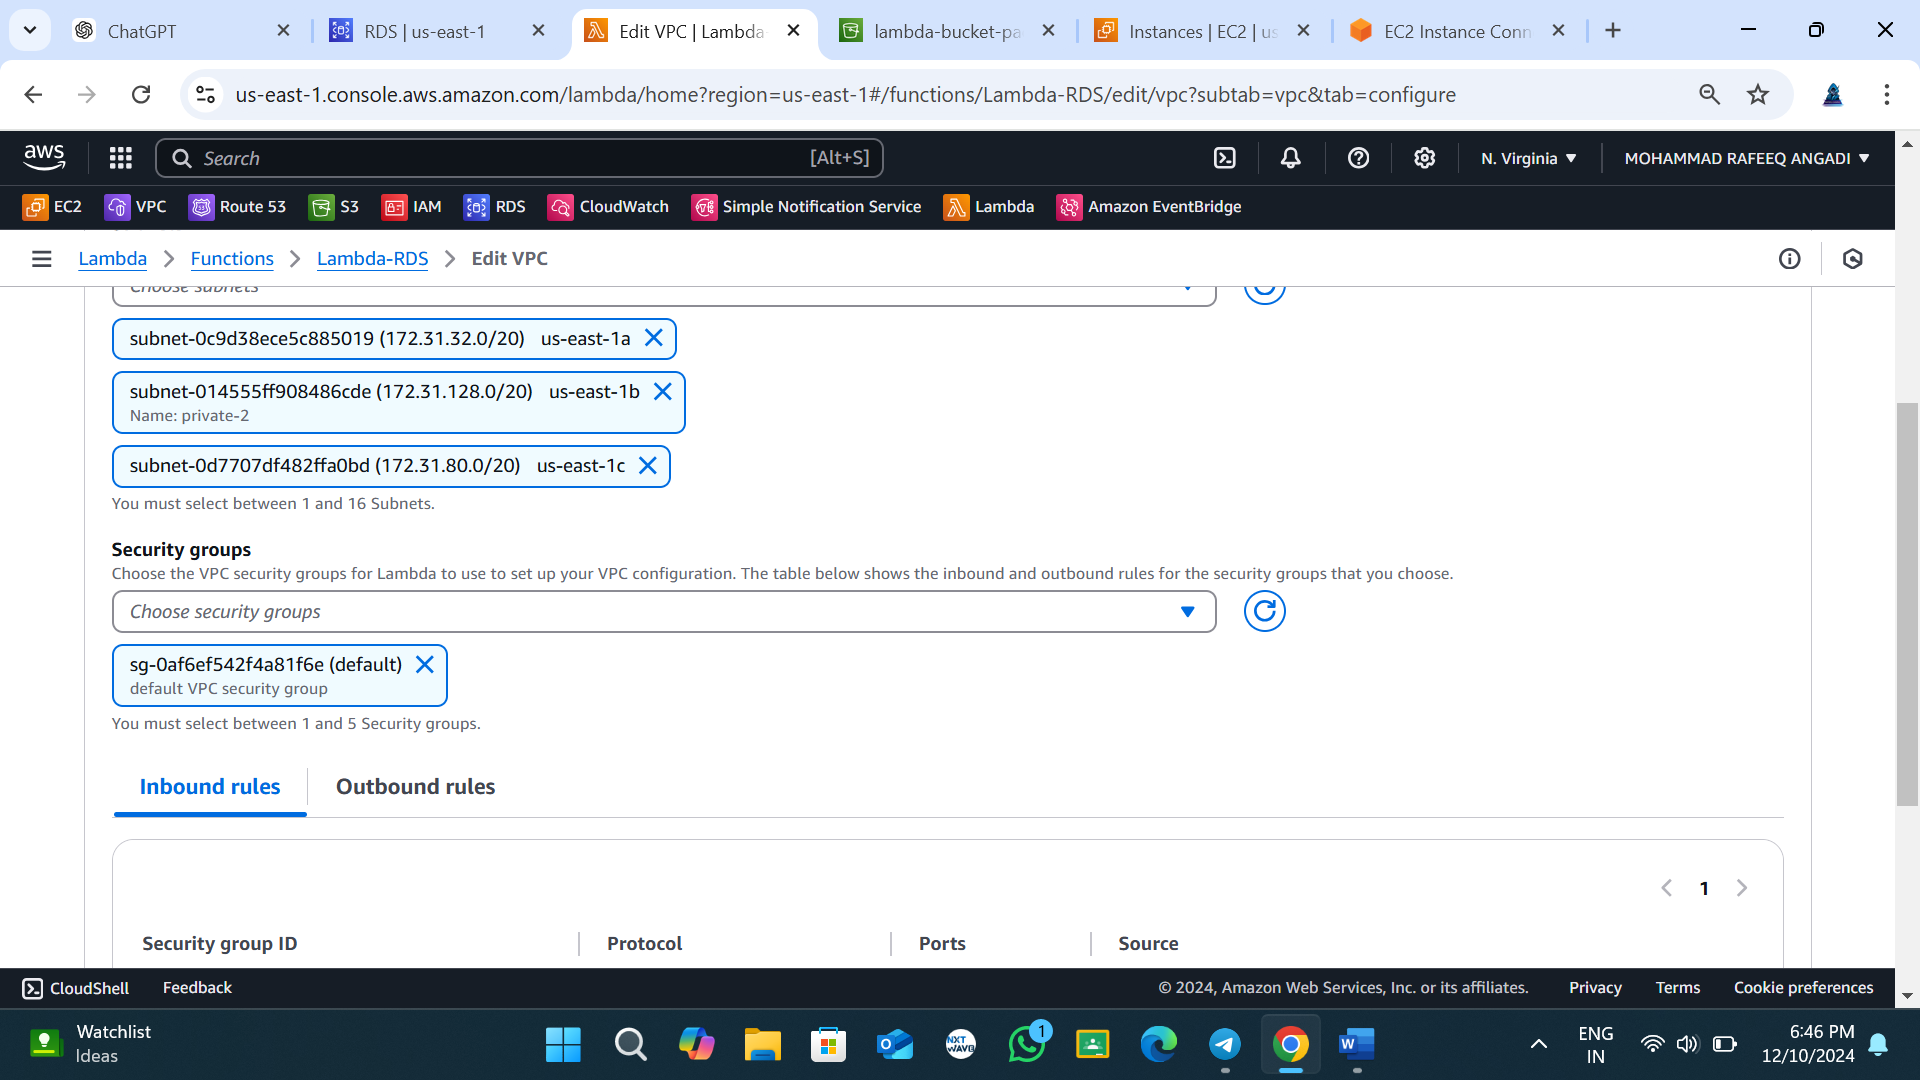 ChatGPT
RDS | us-east-1
Edit VPC | Lambda
lambda-bucket-pa
Instances | EC2 | us
EC2 Instance Conn
us-east-1.console.aws.amazon.com/lambda/home?region=us-east-1#/functions/Lambda-RDS/edit/vpc?subtab=vpc&tab=configure
aws
Search
[Alt+S]
N. Virginia
MOHAMMAD RAFEEQ ANGADI
EC2
VPC
Route 53
S3
IAM
RDS
CloudWatch
Simple Notification Service
Lambda
Amazon EventBridge
Lambda
Functions
Lambda-RDS
Edit VPC
Choose subnets
subnet-0c9d38ece5c885019 (172.31.32.0/20) us-east-1a
subnet-014555ff908486cde (172.31.128.0/20) us-east-1b
Name: private-2
subnet-0d7707df482ffa0bd (172.31.80.0/20) us-east-1c
You must select between 1 and 16 Subnets.
Security groups
Choose the VPC security groups for Lambda to use to set up your VPC configuration. The table below shows the inbound and outbound rules for the security groups that you choose.
Choose security groups
sg-0af6ef542f4a81f6e (default)
default VPC security group
You must select between 1 and 5 Security groups.
Inbound rules
Outbound rules
1
Security group ID
Protocol
Ports
Source
CloudShell
Feedback
© 2024, Amazon Web Services, Inc. or its affiliates.
Privacy
Terms
Cookie preferences
Watchlist
Ideas
NXT
WAVE
1
ENG
IN
6:46 PM
12/10/2024